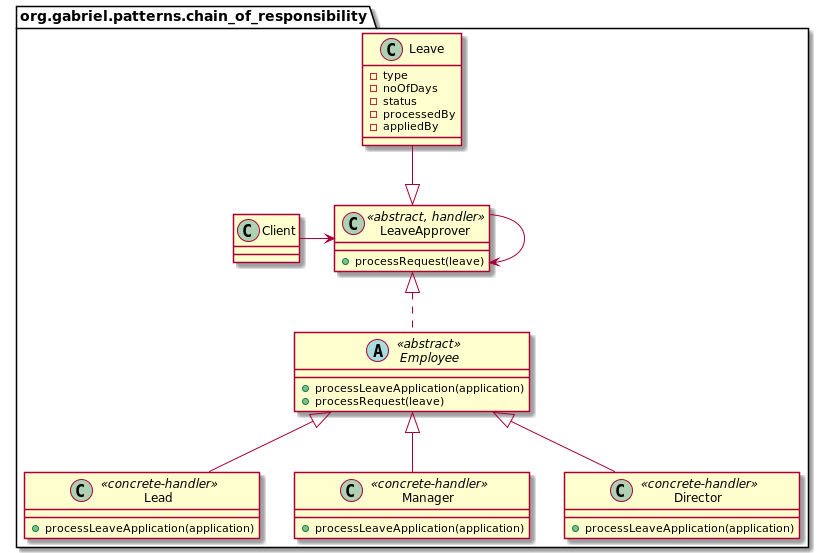 org.gabriel.patterns.chain_of_responsibility
C Leave
type
noOfDays
status
processedBy
appliedBy
C Client
C «abstract, handler»
LeaveApprover
processRequest(leave)
A «abstract»
Employee
processLeaveApplication(application)
processRequest(leave)
C «concrete-handler»
Lead
processLeaveApplication(application)
C «concrete-handler»
Manager
processLeaveApplication(application)
C «concrete-handler»
Director
processLeaveApplication(application)